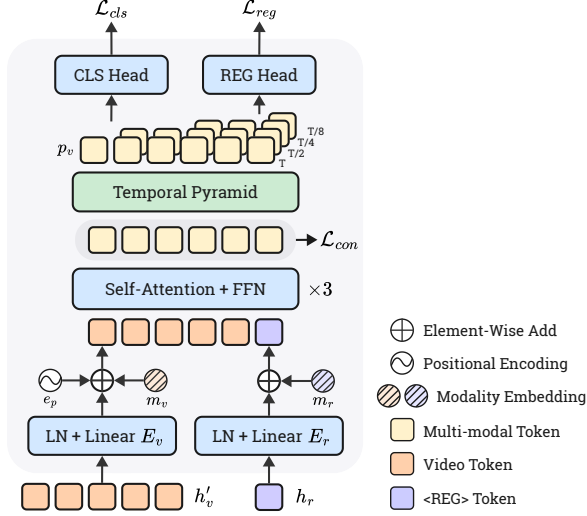 ℒ_cls ℒ_reg
CLS Head REG Head
p_v
T/8
T/4
T/2
T
Temporal Pyramid
ℒ_con
Self-Attention + FFN ×3
e_p m_v m_r
LN + Linear E_v LN + Linear E_r
h'_v h_r
Element-Wise Add
Positional Encoding
Modality Embedding
Multi-modal Token
Video Token
<REG> Token